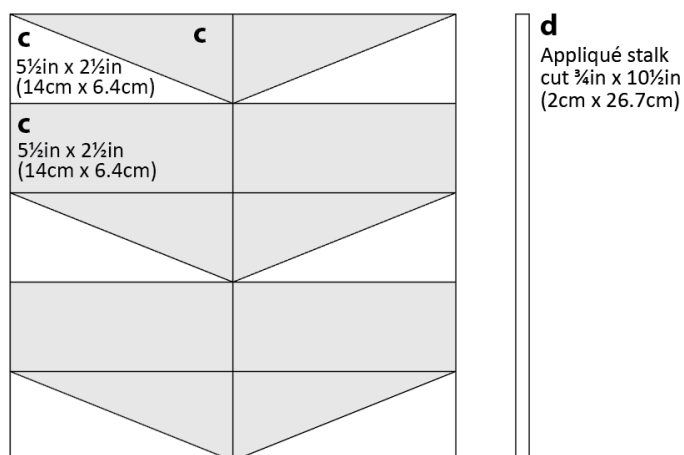 c
5½in x 2½in
(14cm x 6.4cm)
c
c
5½in x 2½in
(14cm x 6.4cm)
d
Appliqué stalk
cut ¾in x 10½in
(2cm x 26.7cm)